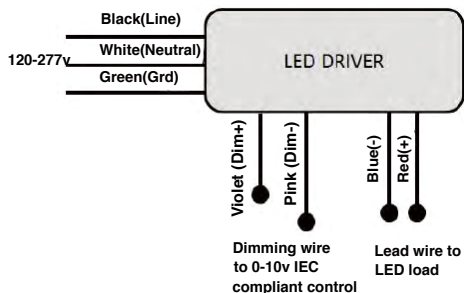 Black(Line)
White(Neutral)
120-277v
Green(Grd)
LED DRIVER
Violet (Dim+)
Pink (Dim-)
Blue(-)
Red(+)
Dimming wire
to 0-10v IEC
compliant control
Lead wire to
LED load